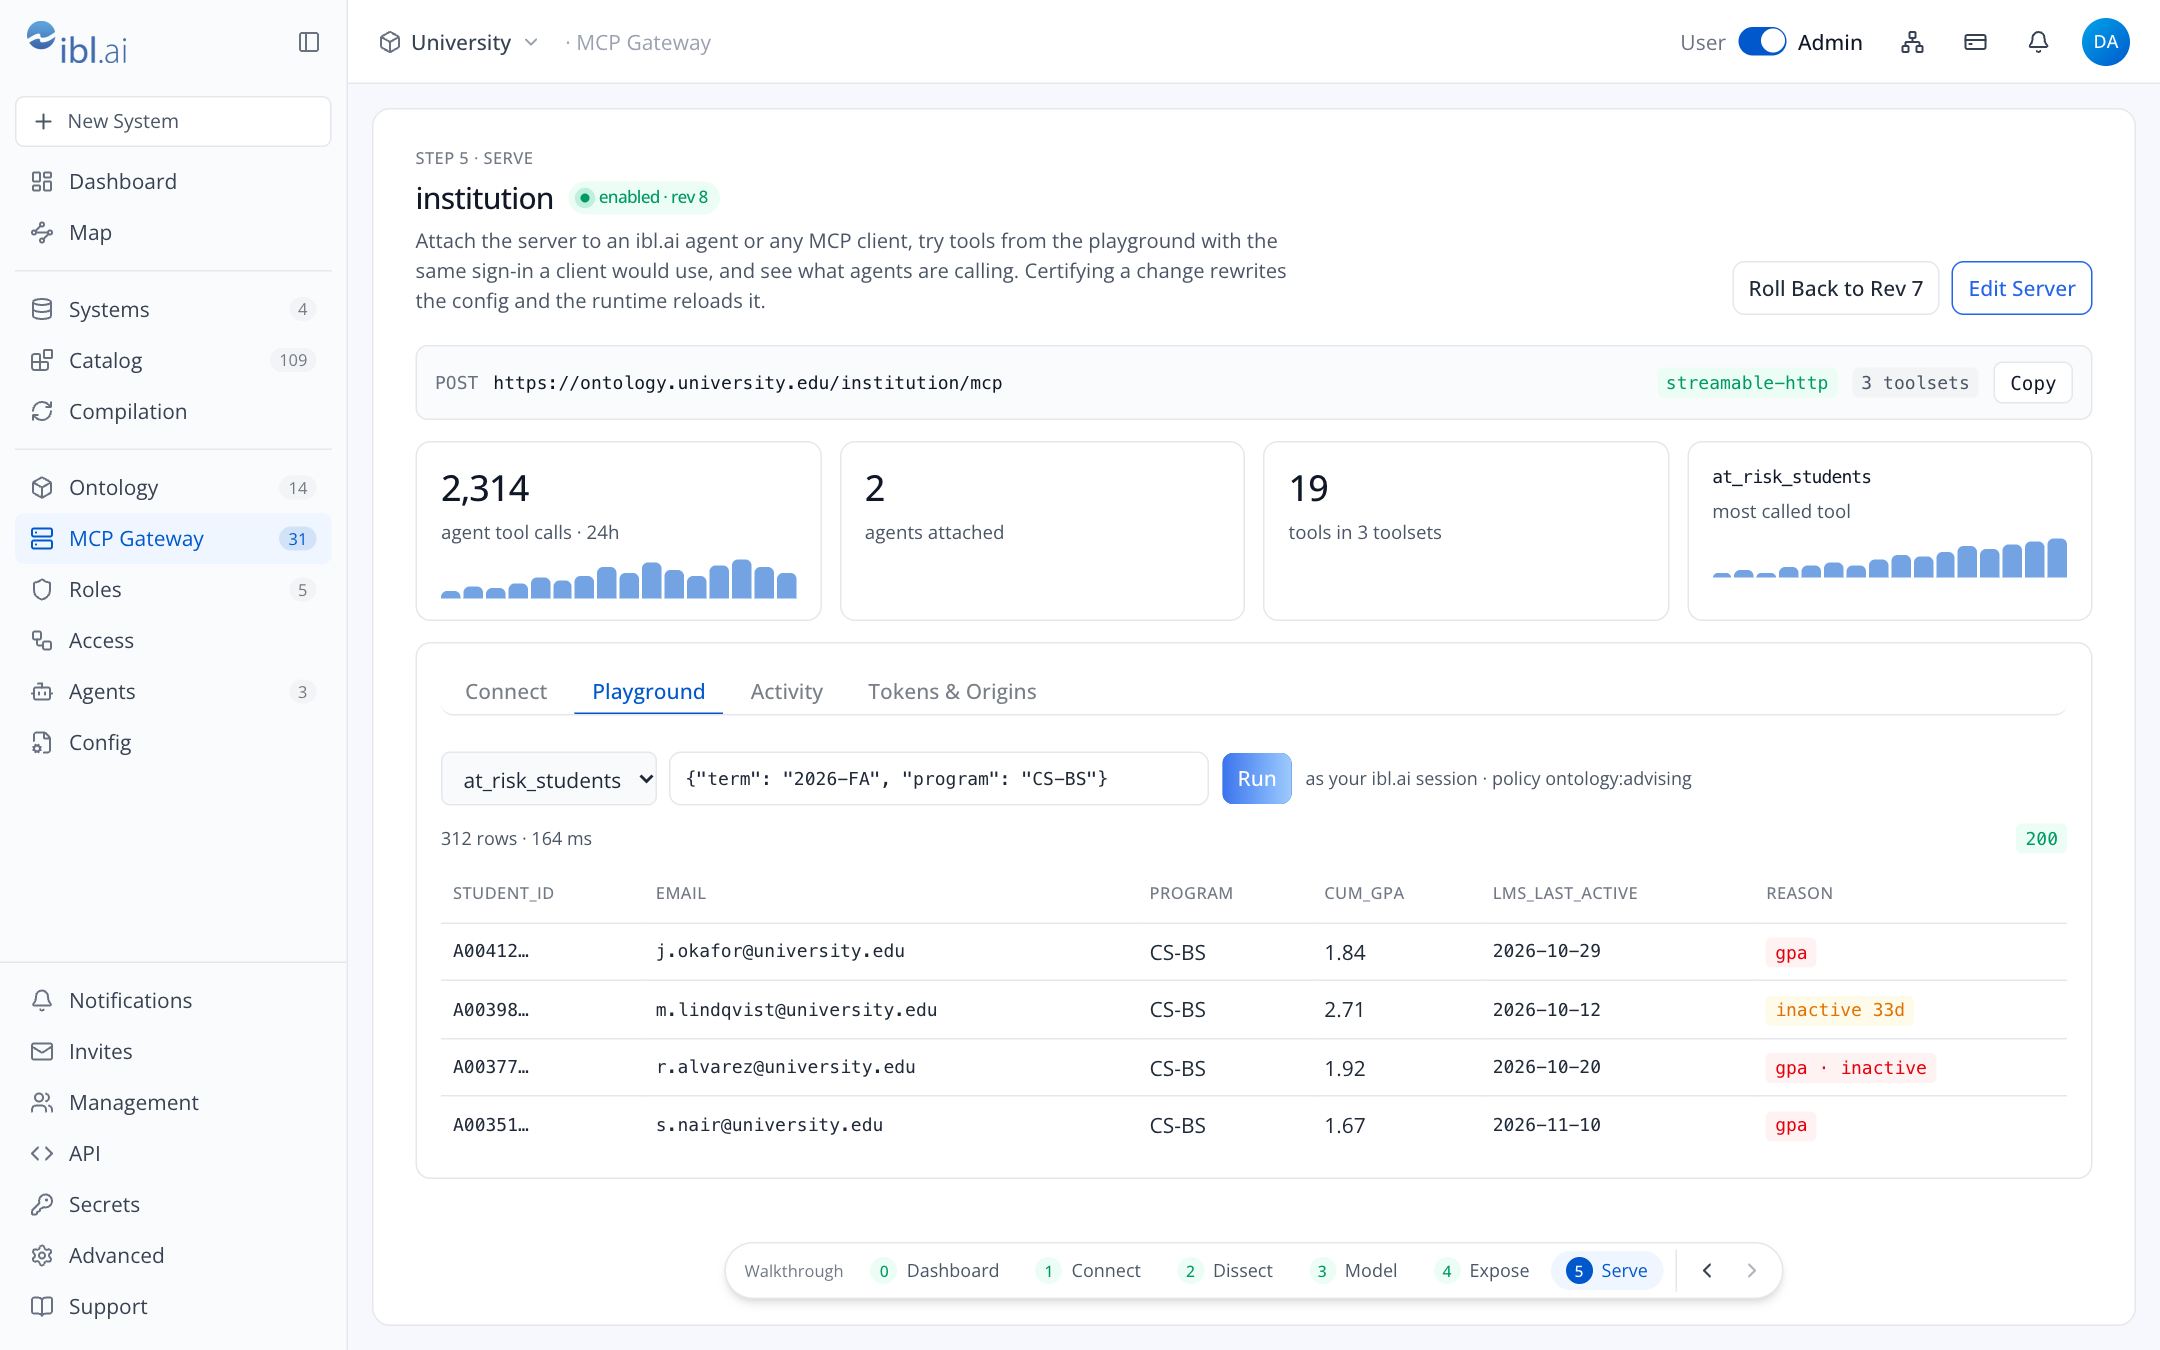 ibl.ai
New System
Dashboard
Map
Systems 4
Catalog 109
Compilation
Ontology 14
MCP Gateway 31
Roles 5
Access
Agents 3
Config
Notifications
Invites
Management
API
Secrets
Advanced
Support
University · MCP Gateway
User Admin DA
STEP 5 · SERVE
institution enabled · rev 8
Attach the server to an ibl.ai agent or any MCP client, try tools from the playground with the
same sign-in a client would use, and see what agents are calling. Certifying a change rewrites
the config and the runtime reloads it.
Roll Back to Rev 7 Edit Server
POST https://ontology.university.edu/institution/mcp streamable-http 3 toolsets Copy
2,314
agent tool calls · 24h
2
agents attached
19
tools in 3 toolsets
at_risk_students
most called tool
Connect Playground Activity Tokens & Origins
at_risk_students {"term": "2026-FA", "program": "CS-BS"} Run as your ibl.ai session · policy ontology:advising
312 rows · 164 ms 200
STUDENT_ID EMAIL PROGRAM CUM_GPA LMS_LAST_ACTIVE REASON
A00412… j.okafor@university.edu CS-BS 1.84 2026-10-29 gpa
A00398… m.lindqvist@university.edu CS-BS 2.71 2026-10-12 inactive 33d
A00377… r.alvarez@university.edu CS-BS 1.92 2026-10-20 gpa · inactive
A00351… s.nair@university.edu CS-BS 1.67 2026-11-10 gpa
Walkthrough 0 Dashboard 1 Connect 2 Dissect 3 Model 4 Expose 5 Serve